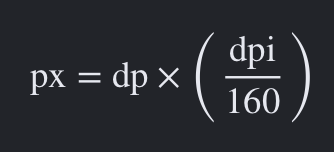 px = dp × ( dpi / 160 )